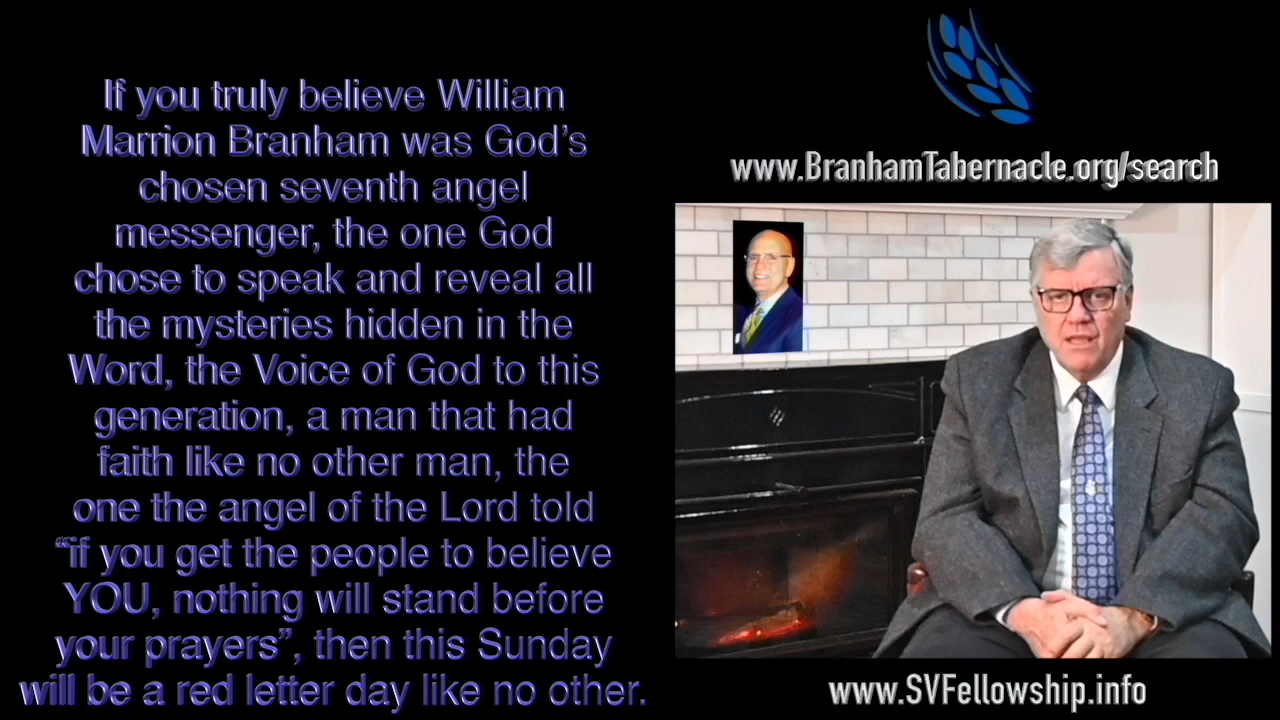 If you truly believe William
Marrion Branham was God's
chosen seventh angel
messenger, the one God
chose to speak and reveal all
the mysteries hidden in the
Word, the Voice of God to this
generation, a man that had
faith like no other man, the
one the angel of the Lord told
“if you get the people to believe
YOU, nothing will stand before
your prayers”, then this Sunday
will be a red letter day like no other.
www.BranhamTabernacle.org/search
www.SVFellowship.info